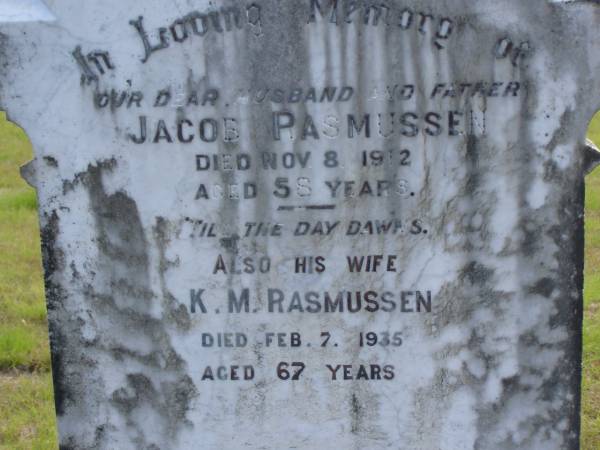 In Loving Memory of
OUR DEAR HUSBAND AND FATHER
JACOB RASMUSSEN
DIED NOV 8 1912
AGED 58 YEARS.
'TILL THE DAY DAWNS.
ALSO HIS WIFE
K. M. RASMUSSEN
DIED FEB. 7. 1935
AGED 67 YEARS